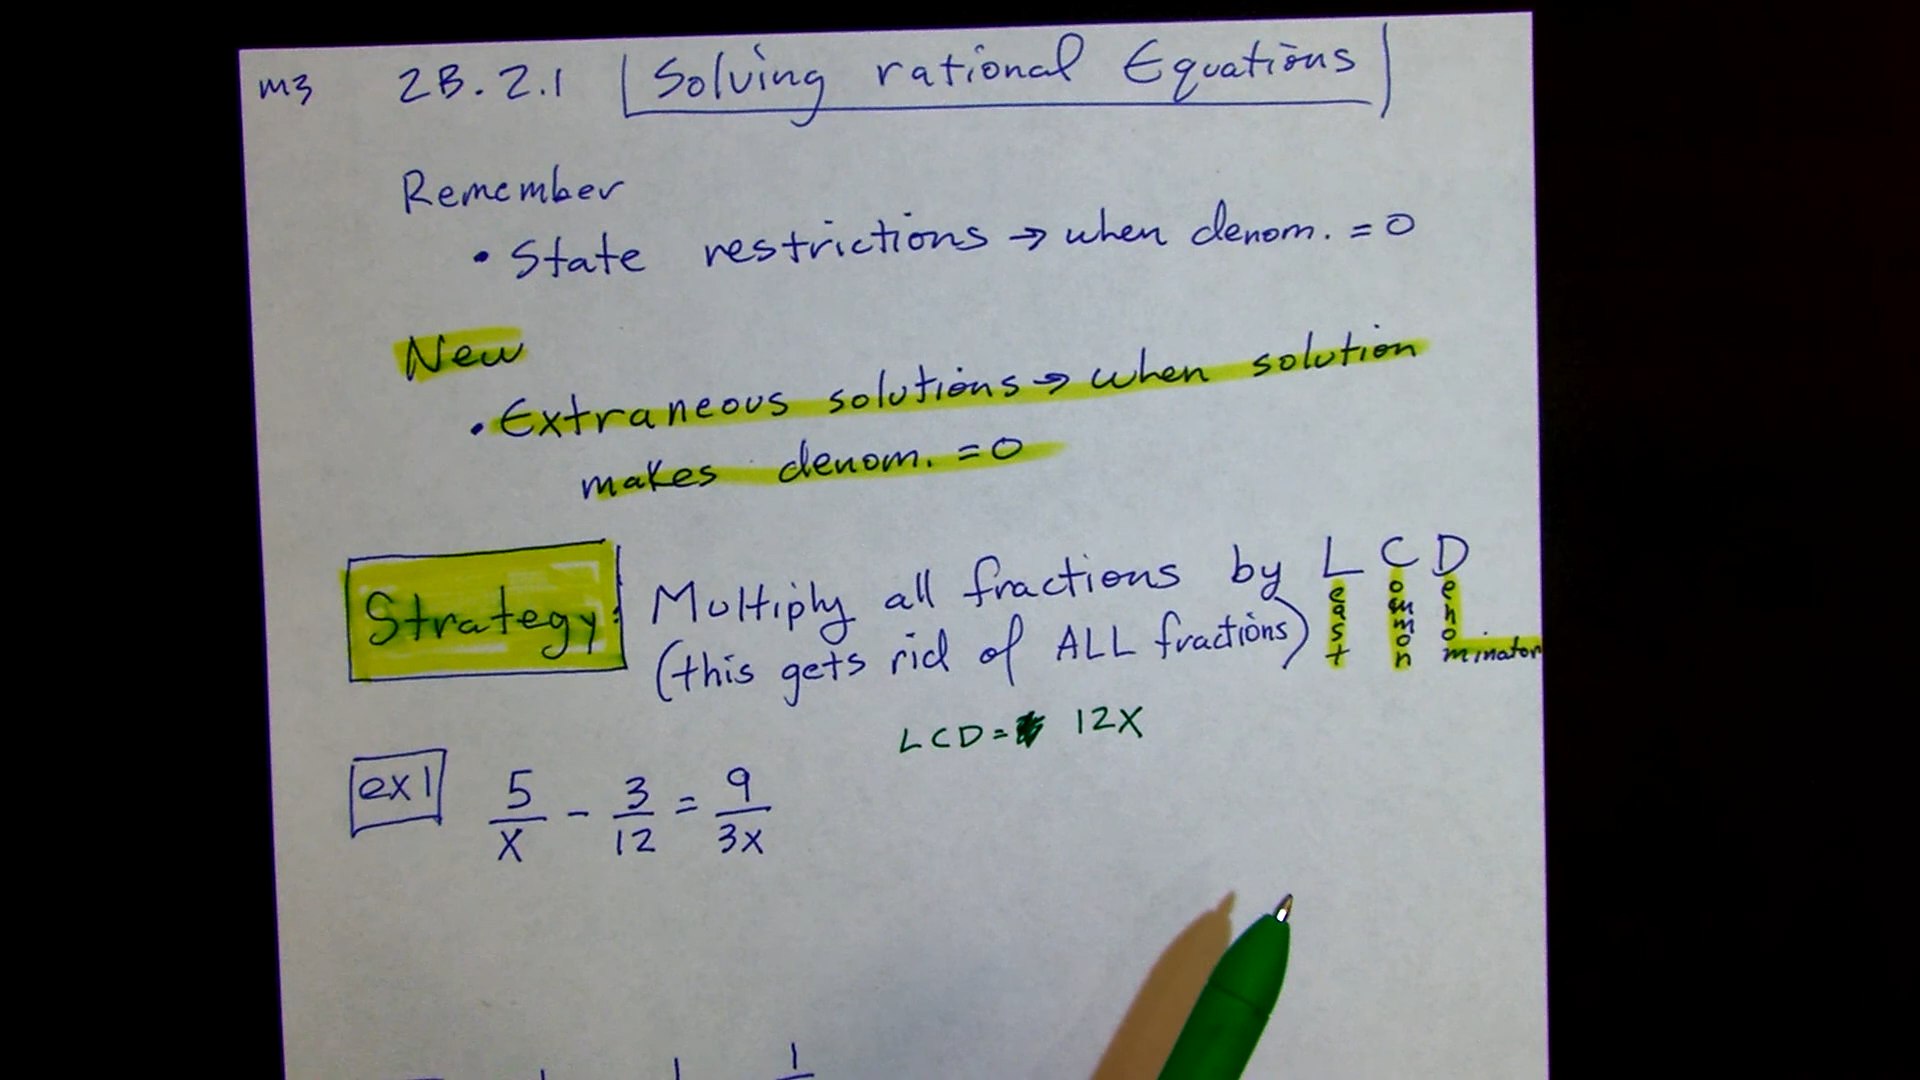 m3 2B.2.1 Solving rational Equations
Remember
• State restrictions → when denom. = 0
New
• Extraneous solutions → when solution
makes denom. = 0
Strategy: Multiply all fractions by LCD
(this gets rid of ALL fractions)
Least Common Denominator
LCD = 12X
ex1 5/X - 3/12 = 9/3X
1